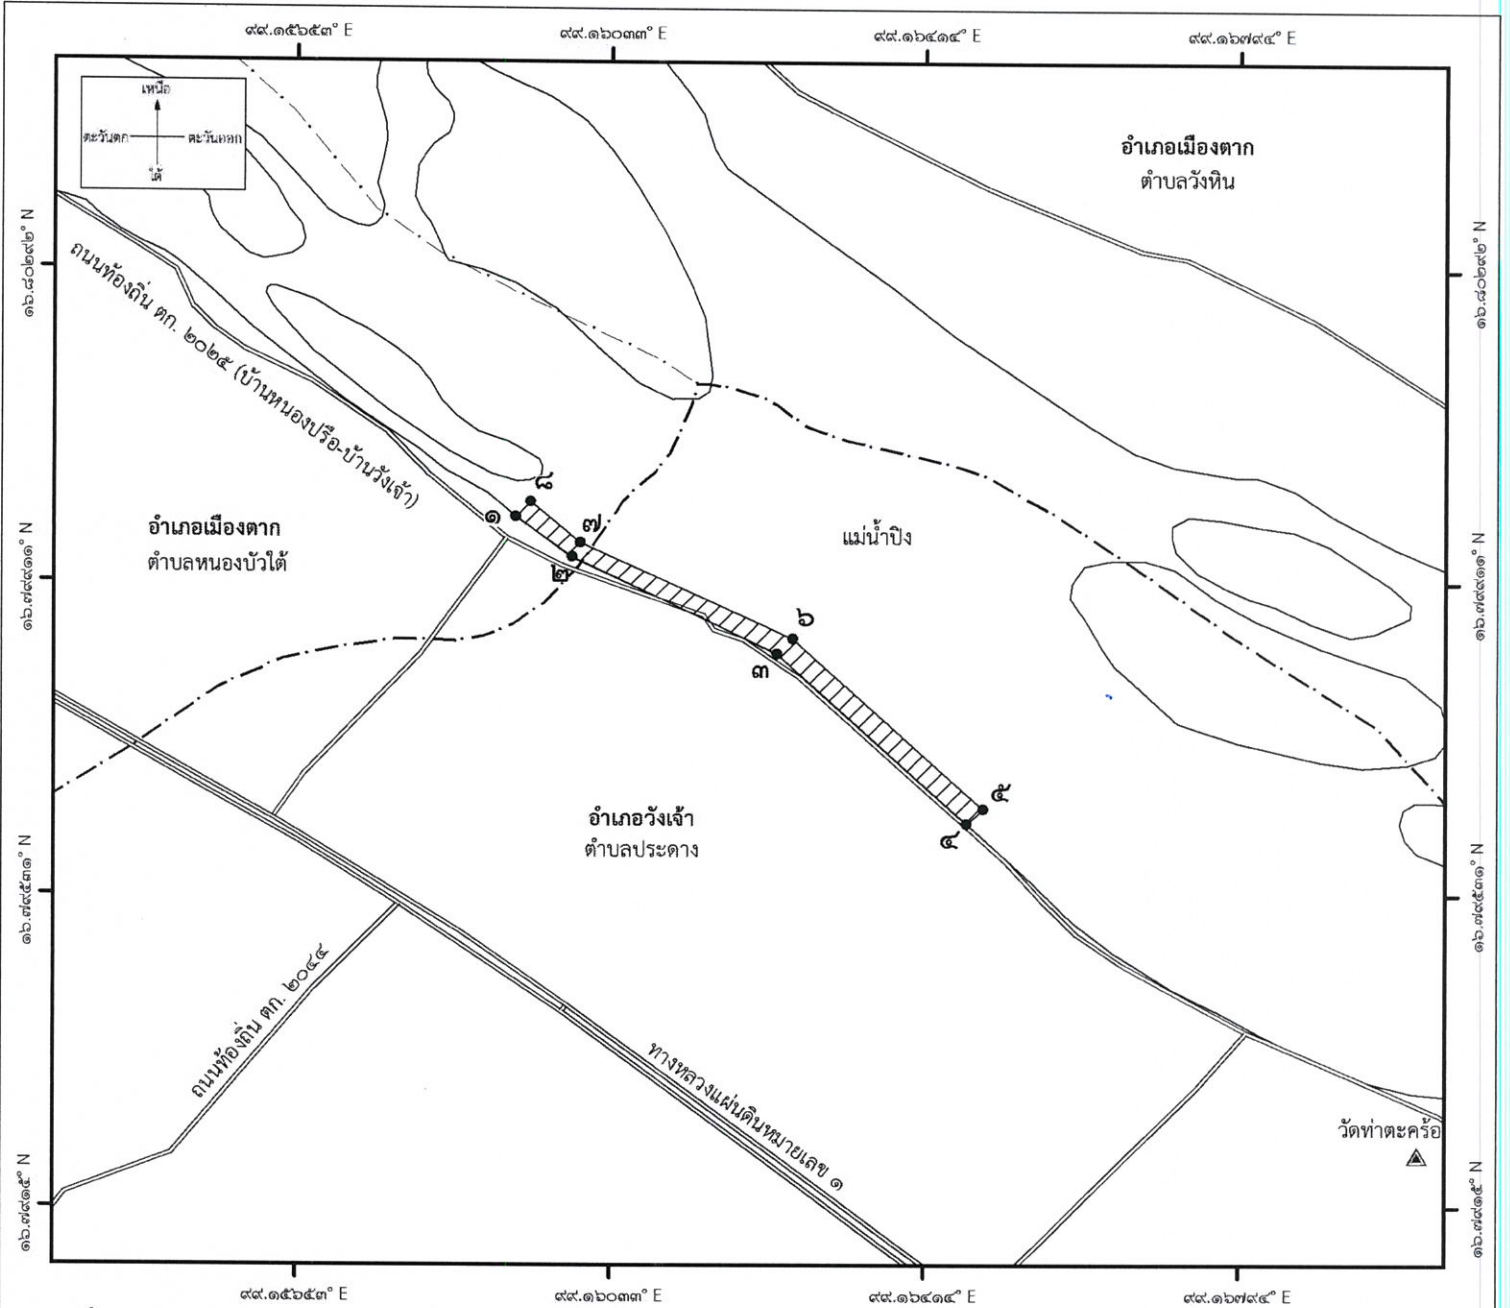 ๙๙.๑๕๖๕๓° E
๙๙.๑๖๐๓๓° E
๙๙.๑๖๔๑๔° E
๙๙.๑๖๗๙๔° E
เหนือ
ตะวันตก
ตะวันออก
ใต้
อำเภอเมืองตาก
ตำบลวังหิน
๑๖.๘๐๒๙๒° N
๑๖.๘๐๒๙๒° N
ถนนท้องถิ่น ตก. ๒๐๒๕ (บ้านหนองปรือ-บ้านวังเจ้า)
๘
๑
๗
๒
อำเภอเมืองตาก
ตำบลหนองบัวใต้
แม่น้ำปิง
๑๖.๗๙๙๑๑° N
๑๖.๗๙๙๑๑° N
๖
๓
๕
๔
อำเภอวังเจ้า
ตำบลประดาง
๑๖.๗๙๕๓๑° N
๑๖.๗๙๕๓๑° N
ถนนท้องถิ่น ตก. ๒๐๔๔
ทางหลวงแผ่นดินหมายเลข ๑
วัดท่าตะคร้อ
๑๖.๗๙๑๕° N
๑๖.๗๙๑๕° N
๙๙.๑๕๖๕๓° E
๙๙.๑๖๐๓๓° E
๙๙.๑๖๔๑๔° E
๙๙.๑๖๗๙๔° E